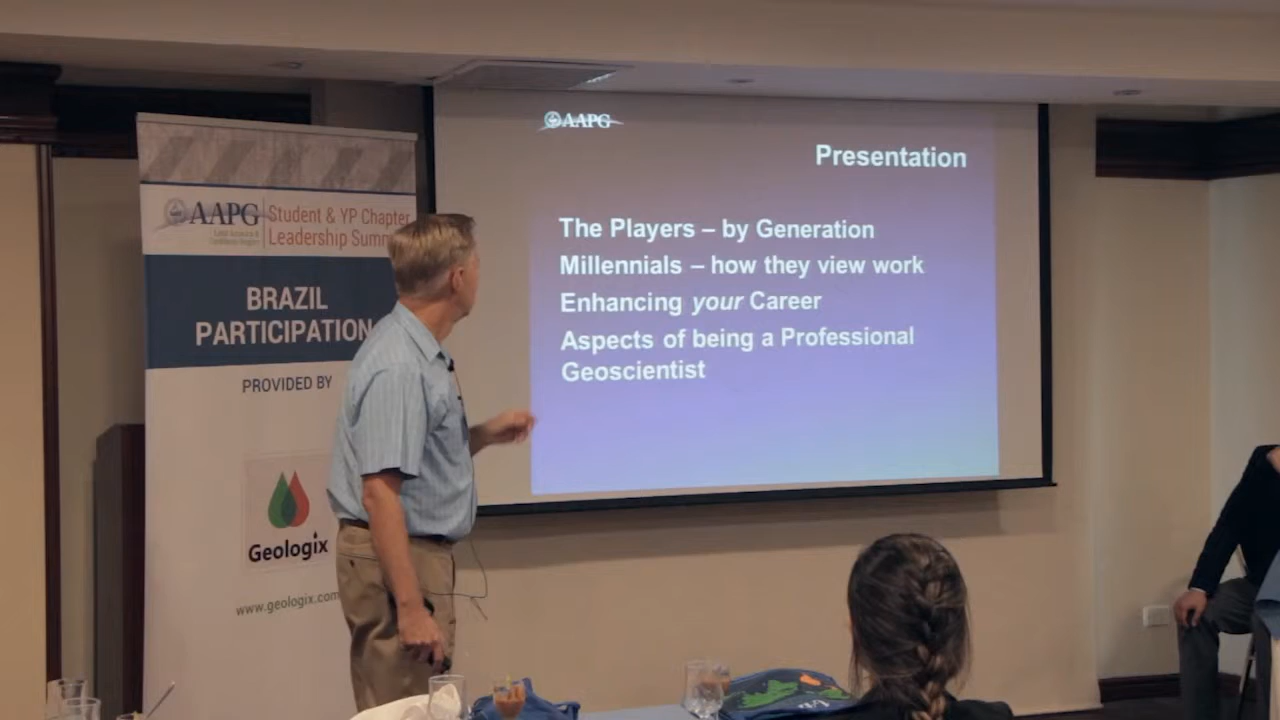 AAPG
Student & YP Chapter
Leadership
BRAZIL
PARTICIPATION
PROVIDED BY
Geologix
www.geologix.com
AAPG
Presentation
The Players – by Generation
Millennials – how they view work
Enhancing your Career
Aspects of being a Professional
Geoscientist